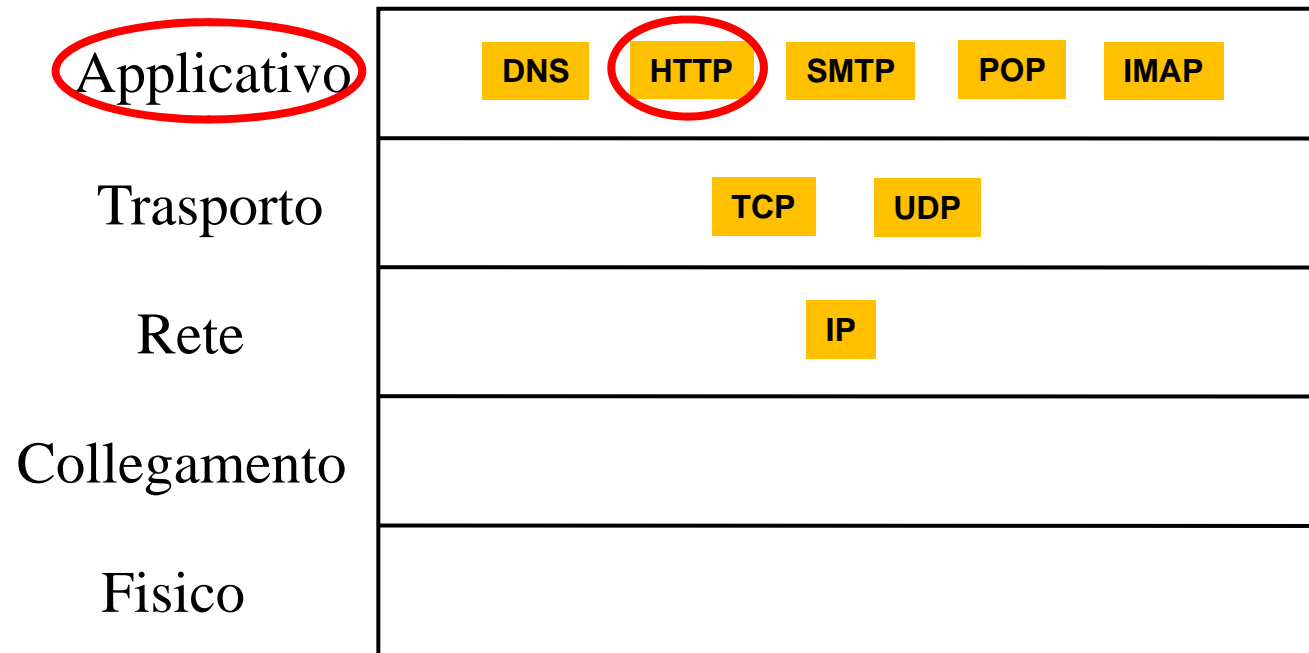 Applicativo DNS HTTP SMTP POP IMAP
Trasporto TCP UDP
Rete IP
Collegamento
Fisico